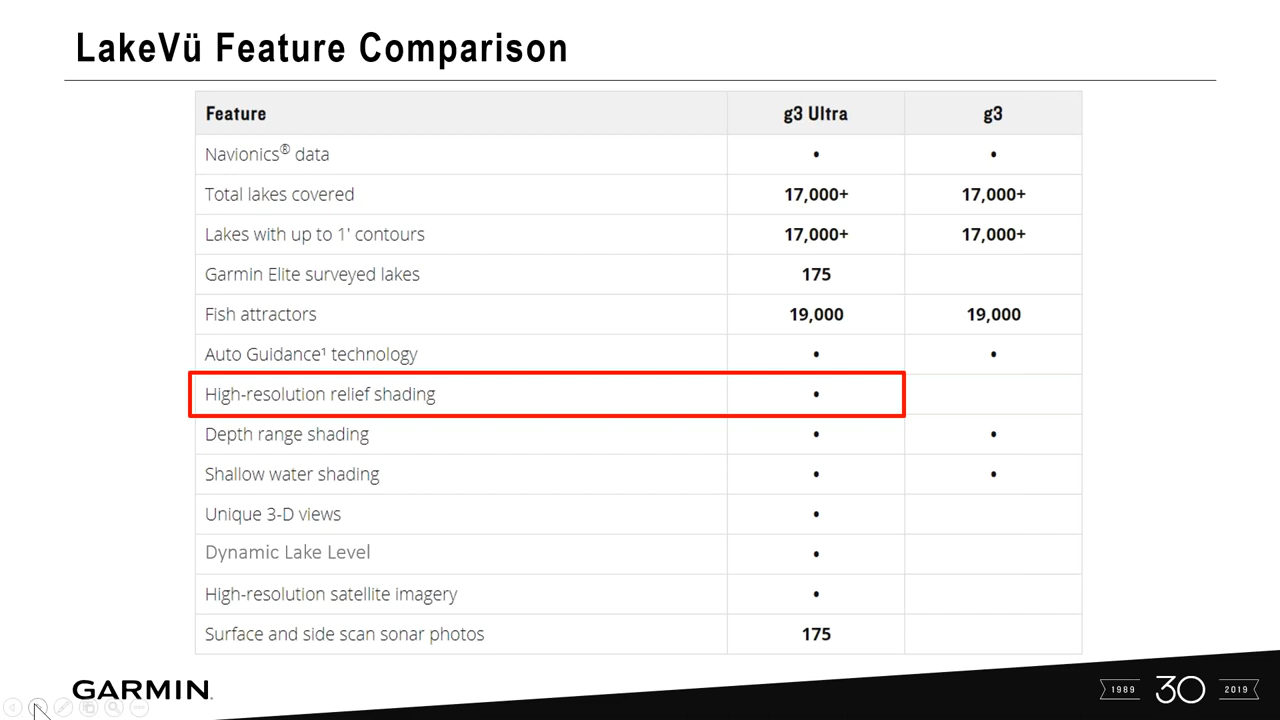 LakeVü Feature Comparison
Feature g3 Ultra g3
Navionics® data • •
Total lakes covered 17,000+ 17,000+
Lakes with up to 1' contours 17,000+ 17,000+
Garmin Elite surveyed lakes 175
Fish attractors 19,000 19,000
Auto Guidance¹ technology • •
High-resolution relief shading •
Depth range shading • •
Shallow water shading • •
Unique 3-D views •
Dynamic Lake Level •
High-resolution satellite imagery •
Surface and side scan sonar photos 175
GARMIN.
1989 30 2019